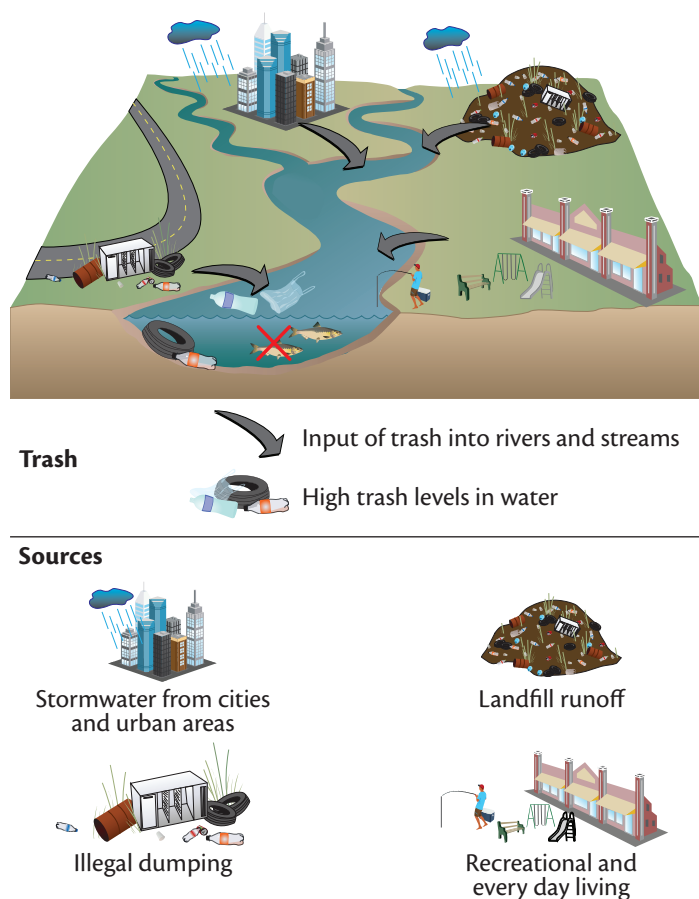 Trash
Input of trash into rivers and streams
High trash levels in water
Sources
Stormwater from cities
and urban areas
Landfill runoff
Illegal dumping
Recreational and
every day living